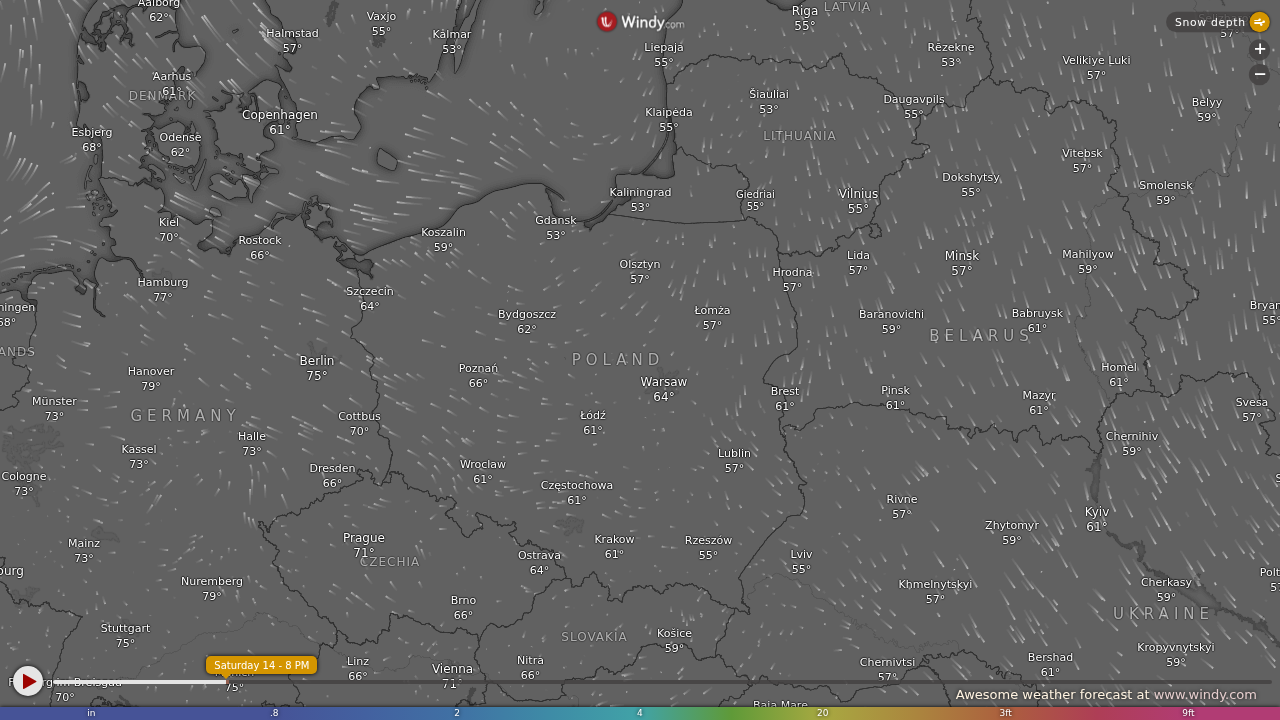 Aalborg
62°
Vaxjo
55°
Halmstad
57°
Kalmar
53°
Windy.com
Riga
55°
LATVIA
Snow depth
57°
Liepaja
55°
Rēzekne
53°
Velikiye Luki
57°
Aarhus
61°
DENMARK
Copenhagen
61°
Šiauliai
53°
Daugavpils
55°
Belyy
59°
Klaipėda
55°
LITHUANIA
Esbjerg
68°
Odense
62°
Vitebsk
57°
Dokshytsy
55°
Smolensk
59°
Kaliningrad
53°
Giedriai
55°
Vilnius
55°
Kiel
70°
Gdansk
53°
Koszalin
59°
Rostock
66°
Lida
57°
Minsk
57°
Mahilyow
59°
Olsztyn
57°
Hrodna
57°
Hamburg
77°
Szczecin
64°
Bydgoszcz
62°
Łomża
57°
Baranovichi
59°
Babruysk
61°
BELARUS
Berlin
75°
POLAND
Poznań
66°
Warsaw
64°
Hanover
79°
Homel
61°
Münster
73°
GERMANY
Cottbus
70°
Łódź
61°
Brest
61°
Pinsk
61°
Mazyr
61°
Svesa
57°
Halle
73°
Kassel
73°
Chernihiv
59°
Cologne
73°
Dresden
66°
Wroclaw
61°
Lublin
57°
Częstochowa
61°
Rivne
57°
Kyiv
61°
Zhytomyr
59°
Mainz
73°
Prague
71°
CZECHIA
Ostrava
64°
Krakow
61°
Rzeszów
55°
Lviv
55°
Nuremberg
79°
Khmelnytskyi
57°
Cherkasy
59°
UKRAINE
Brno
66°
Stuttgart
75°
SLOVAKIA
Košice
59°
Kropyvnytskyi
59°
Saturday 14 - 8 PM
75°
Linz
66°
Vienna
71°
Nitra
66°
Chernivtsi
57°
Bershad
61°
70°
Awesome weather forecast at www.windy.com
Baia Mare
in .8 2 4 20 3ft 9ft